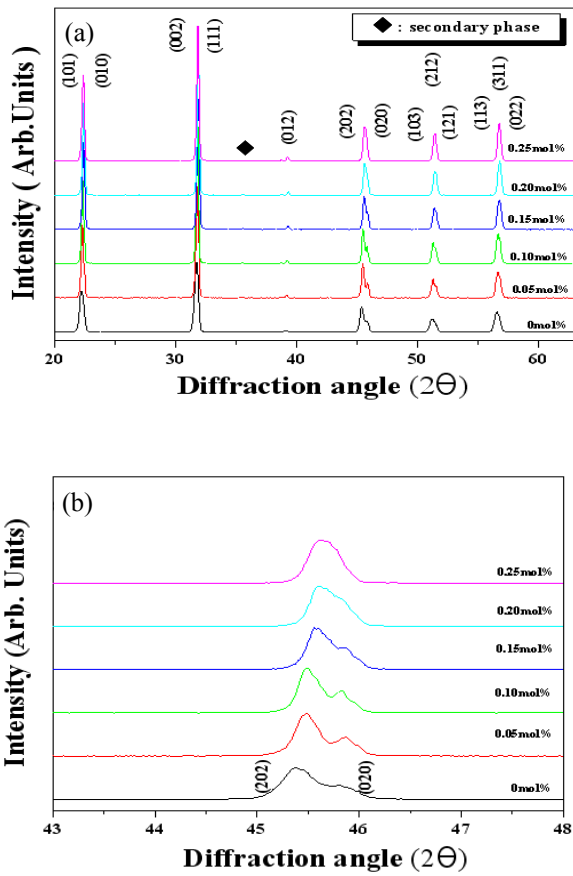 (a)
◆ : secondary phase
(101)
(010)
(002)
(111)
(012)
(202)
(020)
(103)
(212)
(121)
(113)
(311)
(022)
0.25mol%
0.20mol%
0.15mol%
0.10mol%
0.05mol%
0mol%
Intensity ( Arb.Units)
20 30 40 50 60
Diffraction angle (2Θ)
(b)
0.25mol%
0.20mol%
0.15mol%
0.10mol%
0.05mol%
0mol%
(202)
(020)
Intensity (Arb. Units)
43 44 45 46 47 48
Diffraction angle (2Θ)